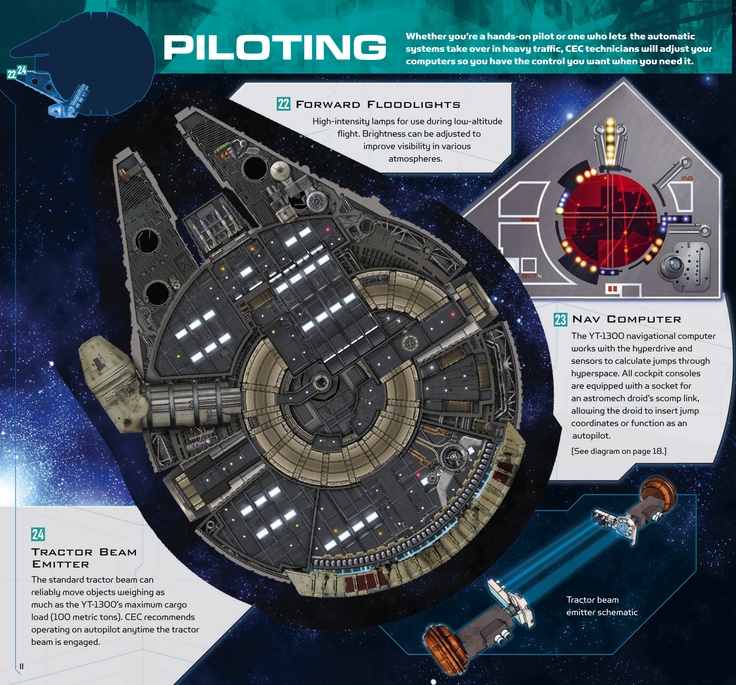 PILOTING
Whether you're a hands-on pilot or one who lets the automatic
systems take over in heavy traffic, CEC technicians will adjust your
computers so you have the control you want when you need it.
22 24
22 FORWARD FLOODLIGHTS
High-intensity lamps for use during low-altitude
flight. Brightness can be adjusted to
improve visibility in various
atmospheres.
23 NAV COMPUTER
The YT-1300 navigational computer
works with the hyperdrive and
sensors to calculate jumps through
hyperspace. All cockpit consoles
are equipped with a socket for
an astromech droid's scomp link,
allowing the droid to insert jump
coordinates or function as an
autopilot.
[See diagram on page 18.]
24
TRACTOR BEAM
EMITTER
The standard tractor beam can
reliably move objects weighing as
much as the YT-1300's maximum cargo
load (100 metric tons). CEC recommends
operating on autopilot anytime the tractor
beam is engaged.
Tractor beam
emitter schematic
11